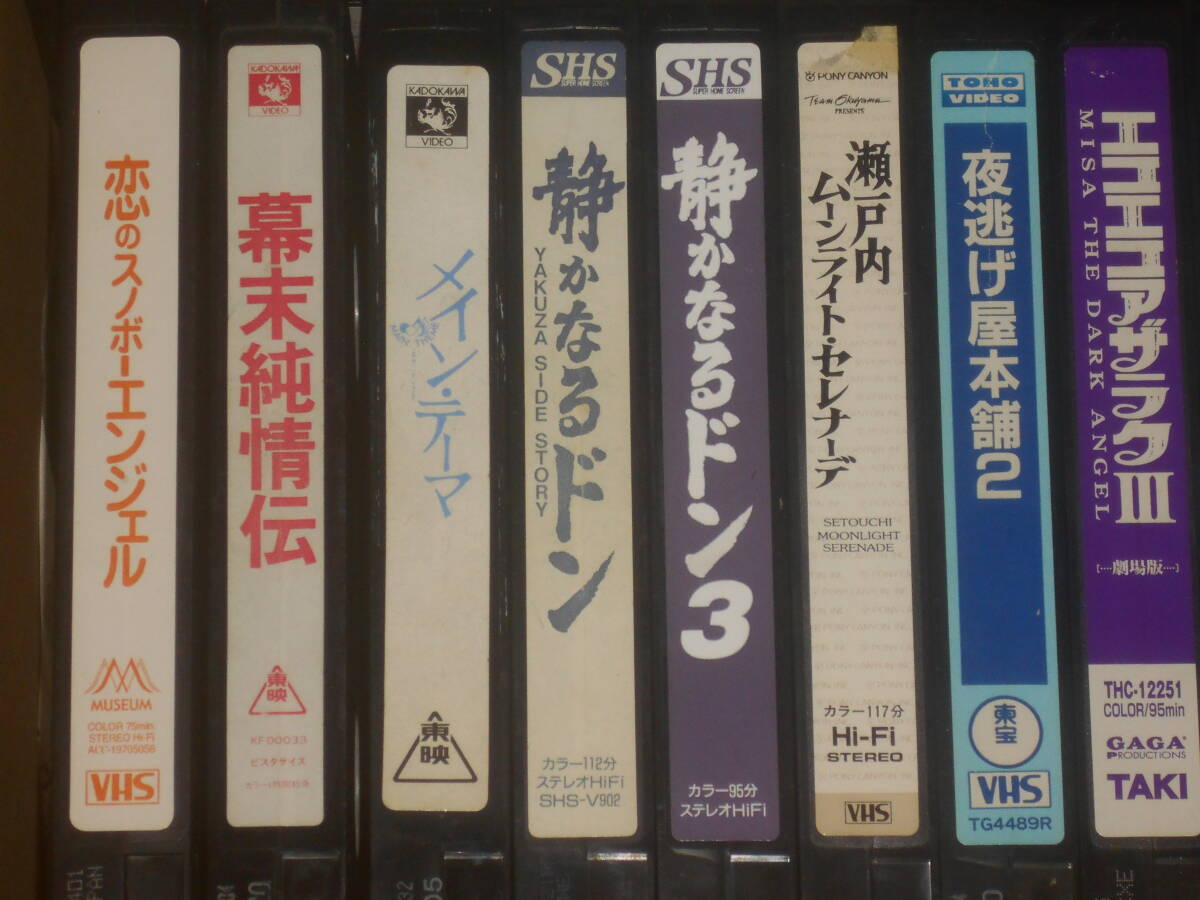 恋のスノボーエンジェル
MUSEUM
COLOR 75min.
STEREO Hi-Fi
VHS
KADOKAWA
VIDEO
幕末純情伝
東映
KFD0033
ビスタサイズ
KADOKAWA
VIDEO
メイン・テーマ
東映
SHS
SUPER HOME SCREEN
静かなるドン
YAKUZA SIDE STORY
カラー112分
ステレオHiFi
SHS-V902
SHS
SUPER HOME SCREEN
静かなるドン3
カラー95分
ステレオHiFi
PONY CANYON
Team Okuyama
PRESENTS
瀬戸内
ムーンライト・セレナーデ
SETOUCHI
MOONLIGHT
SERENADE
カラー117分
Hi-Fi
STEREO
VHS
TOHO
VIDEO
夜逃げ屋本舗2
東宝
VHS
TG4489R
エコエコアザラクIII
MISA THE DARK ANGEL
[····劇場版····]
THC-12251
COLOR/95min
GAGA
PRODUCTIONS
TAKI